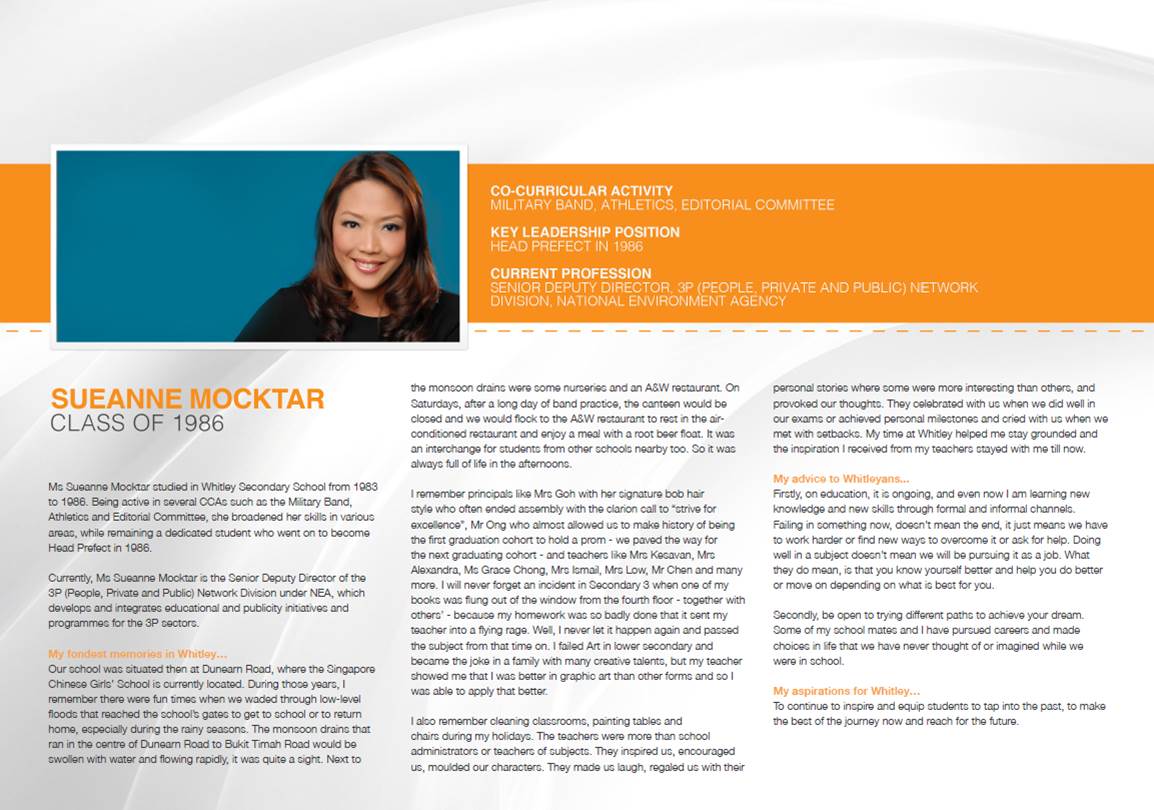 CO-CURRICULAR ACTIVITY
MILITARY BAND, ATHLETICS, EDITORIAL COMMITTEE
KEY LEADERSHIP POSITION
HEAD PREFECT IN 1986
CURRENT PROFESSION
SENIOR DEPUTY DIRECTOR, 3P (PEOPLE, PRIVATE AND PUBLIC) NETWORK
DIVISION, NATIONAL ENVIRONMENT AGENCY
SUEANNE MOCKTAR
CLASS OF 1986
Ms Sueanne Mocktar studied in Whitley Secondary School from 1983
to 1986. Being active in several CCAs such as the Military Band,
Athletics and Editorial Committee, she broadened her skills in various
areas, while remaining a dedicated student who went on to become
Head Prefect in 1986.
Currently, Ms Sueanne Mocktar is the Senior Deputy Director of the
3P (People, Private and Public) Network Division under NEA, which
develops and integrates educational and publicity initiatives and
programmes for the 3P sectors.
My fondest memories in Whitley...
Our school was situated then at Dunearn Road, where the Singapore
Chinese Girls' School is currently located. During those years, I
remember there were fun times when we waded through low-level
floods that reached the school's gates to get to school or to return
home, especially during the rainy seasons. The monsoon drains that
ran in the centre of Dunearn Road to Bukit Timah Road would be
swollen with water and flowing rapidly, it was quite a sight. Next to
the monsoon drains were some nurseries and an A&W restaurant. On
Saturdays, after a long day of band practice, the canteen would be
closed and we would flock to the A&W restaurant to rest in the air-
conditioned restaurant and enjoy a meal with a root beer float. It was
an interchange for students from other schools nearby too. So it was
always full of life in the afternoons.
I remember principals like Mrs Goh with her signature bob hair
style who often ended assembly with the clarion call to "strive for
excellence", Mr Ong who almost allowed us to make history of being
the first graduation cohort to hold a prom - we paved the way for
the next graduating cohort - and teachers like Mrs Kesavan, Mrs
Alexandra, Ms Grace Chong, Mrs Ismail, Mrs Low, Mr Chen and many
more. I will never forget an incident in Secondary 3 when one of my
books was flung out of the window from the fourth floor - together with
others' - because my homework was so badly done that it sent my
teacher into a flying rage. Well, I never let it happen again and passed
the subject from that time on. I failed Art in lower secondary and
became the joke in a family with many creative talents, but my teacher
showed me that I was better in graphic art than other forms and so I
was able to apply that better.
I also remember cleaning classrooms, painting tables and
chairs during my holidays. The teachers were more than school
administrators or teachers of subjects. They inspired us, encouraged
us, moulded our characters. They made us laugh, regaled us with their
personal stories where some were more interesting than others, and
provoked our thoughts. They celebrated with us when we did well in
our exams or achieved personal milestones and cried with us when we
met with setbacks. My time at Whitley helped me stay grounded and
the inspiration I received from my teachers stayed with me till now.
My advice to Whitleyans...
Firstly, on education, it is ongoing, and even now I am learning new
knowledge and new skills through formal and informal channels.
Failing in something now, doesn't mean the end, it just means we have
to work harder or find new ways to overcome it or ask for help. Doing
well in a subject doesn't mean we will be pursuing it as a job. What
they do mean, is that you know yourself better and help you do better
or move on depending on what is best for you.
Secondly, be open to trying different paths to achieve your dream.
Some of my school mates and I have pursued careers and made
choices in life that we have never thought of or imagined while we
were in school.
My aspirations for Whitley...
To continue to inspire and equip students to tap into the past, to make
the best of the journey now and reach for the future.